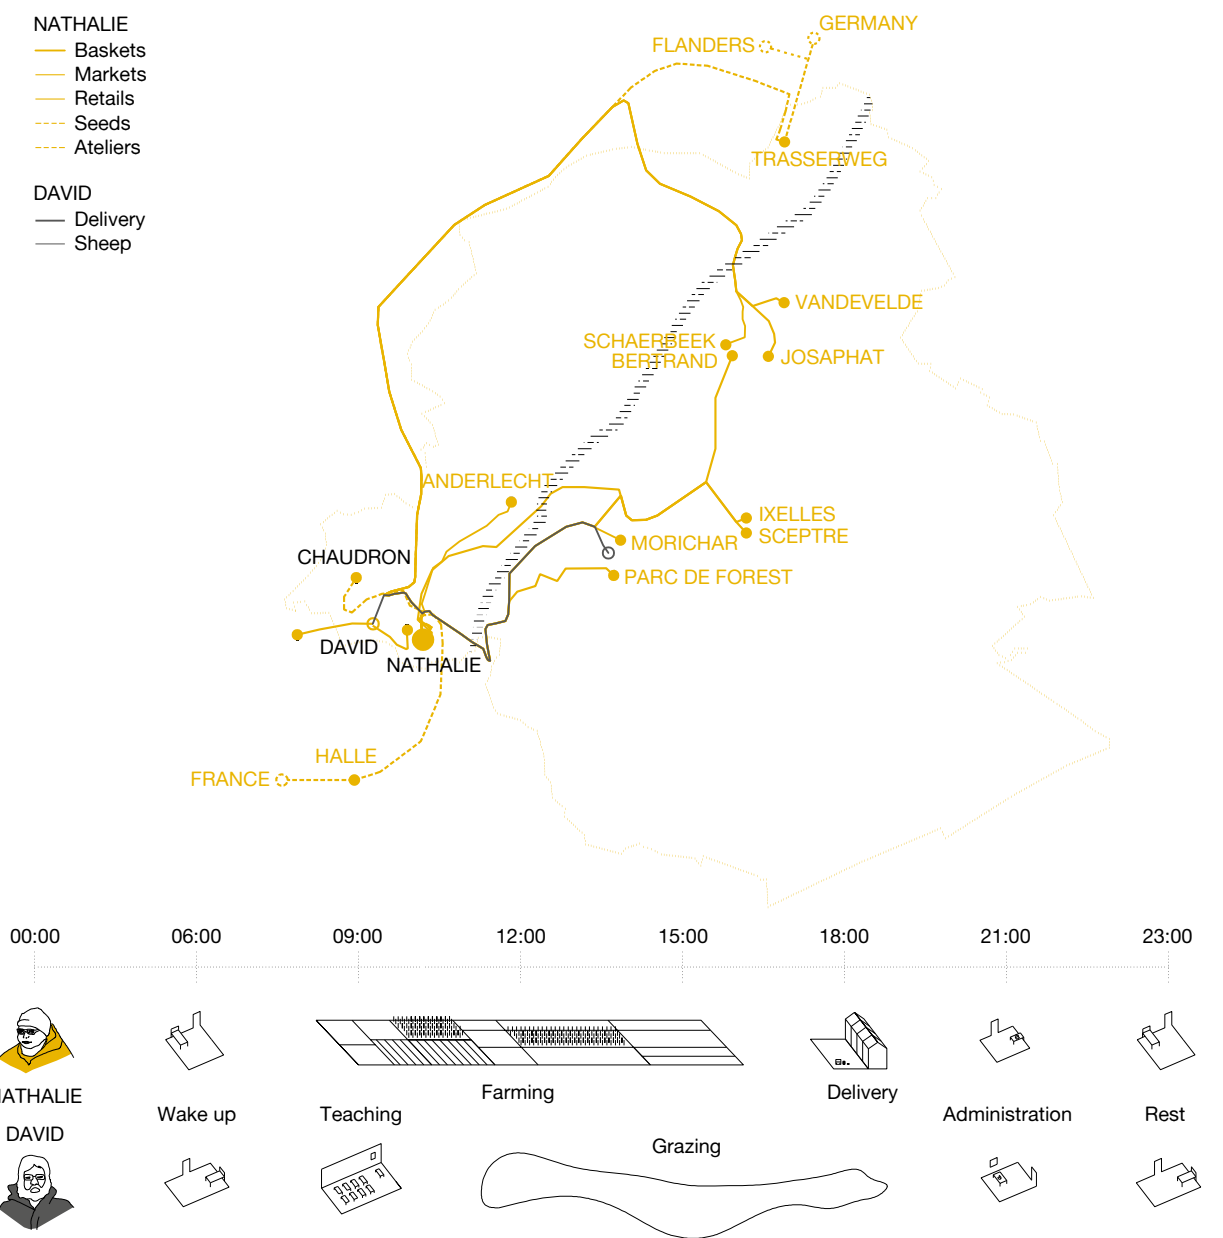 NATHALIE
Baskets
Markets
Retails
Seeds
Ateliers
DAVID
Delivery
Sheep
GERMANY
FLANDERS
TRASSERWEG
VANDEVELDE
SCHAERBEEK
BERTRAND
JOSAPHAT
ANDERLECHT
IXELLES
SCEPTRE
MORICHAR
CHAUDRON
PARC DE FOREST
DAVID
NATHALIE
HALLE
FRANCE
00:00 06:00 09:00 12:00 15:00 18:00 21:00 23:00
NATHALIE
Farming
Delivery
Wake up
Teaching
Administration
Rest
DAVID
Grazing